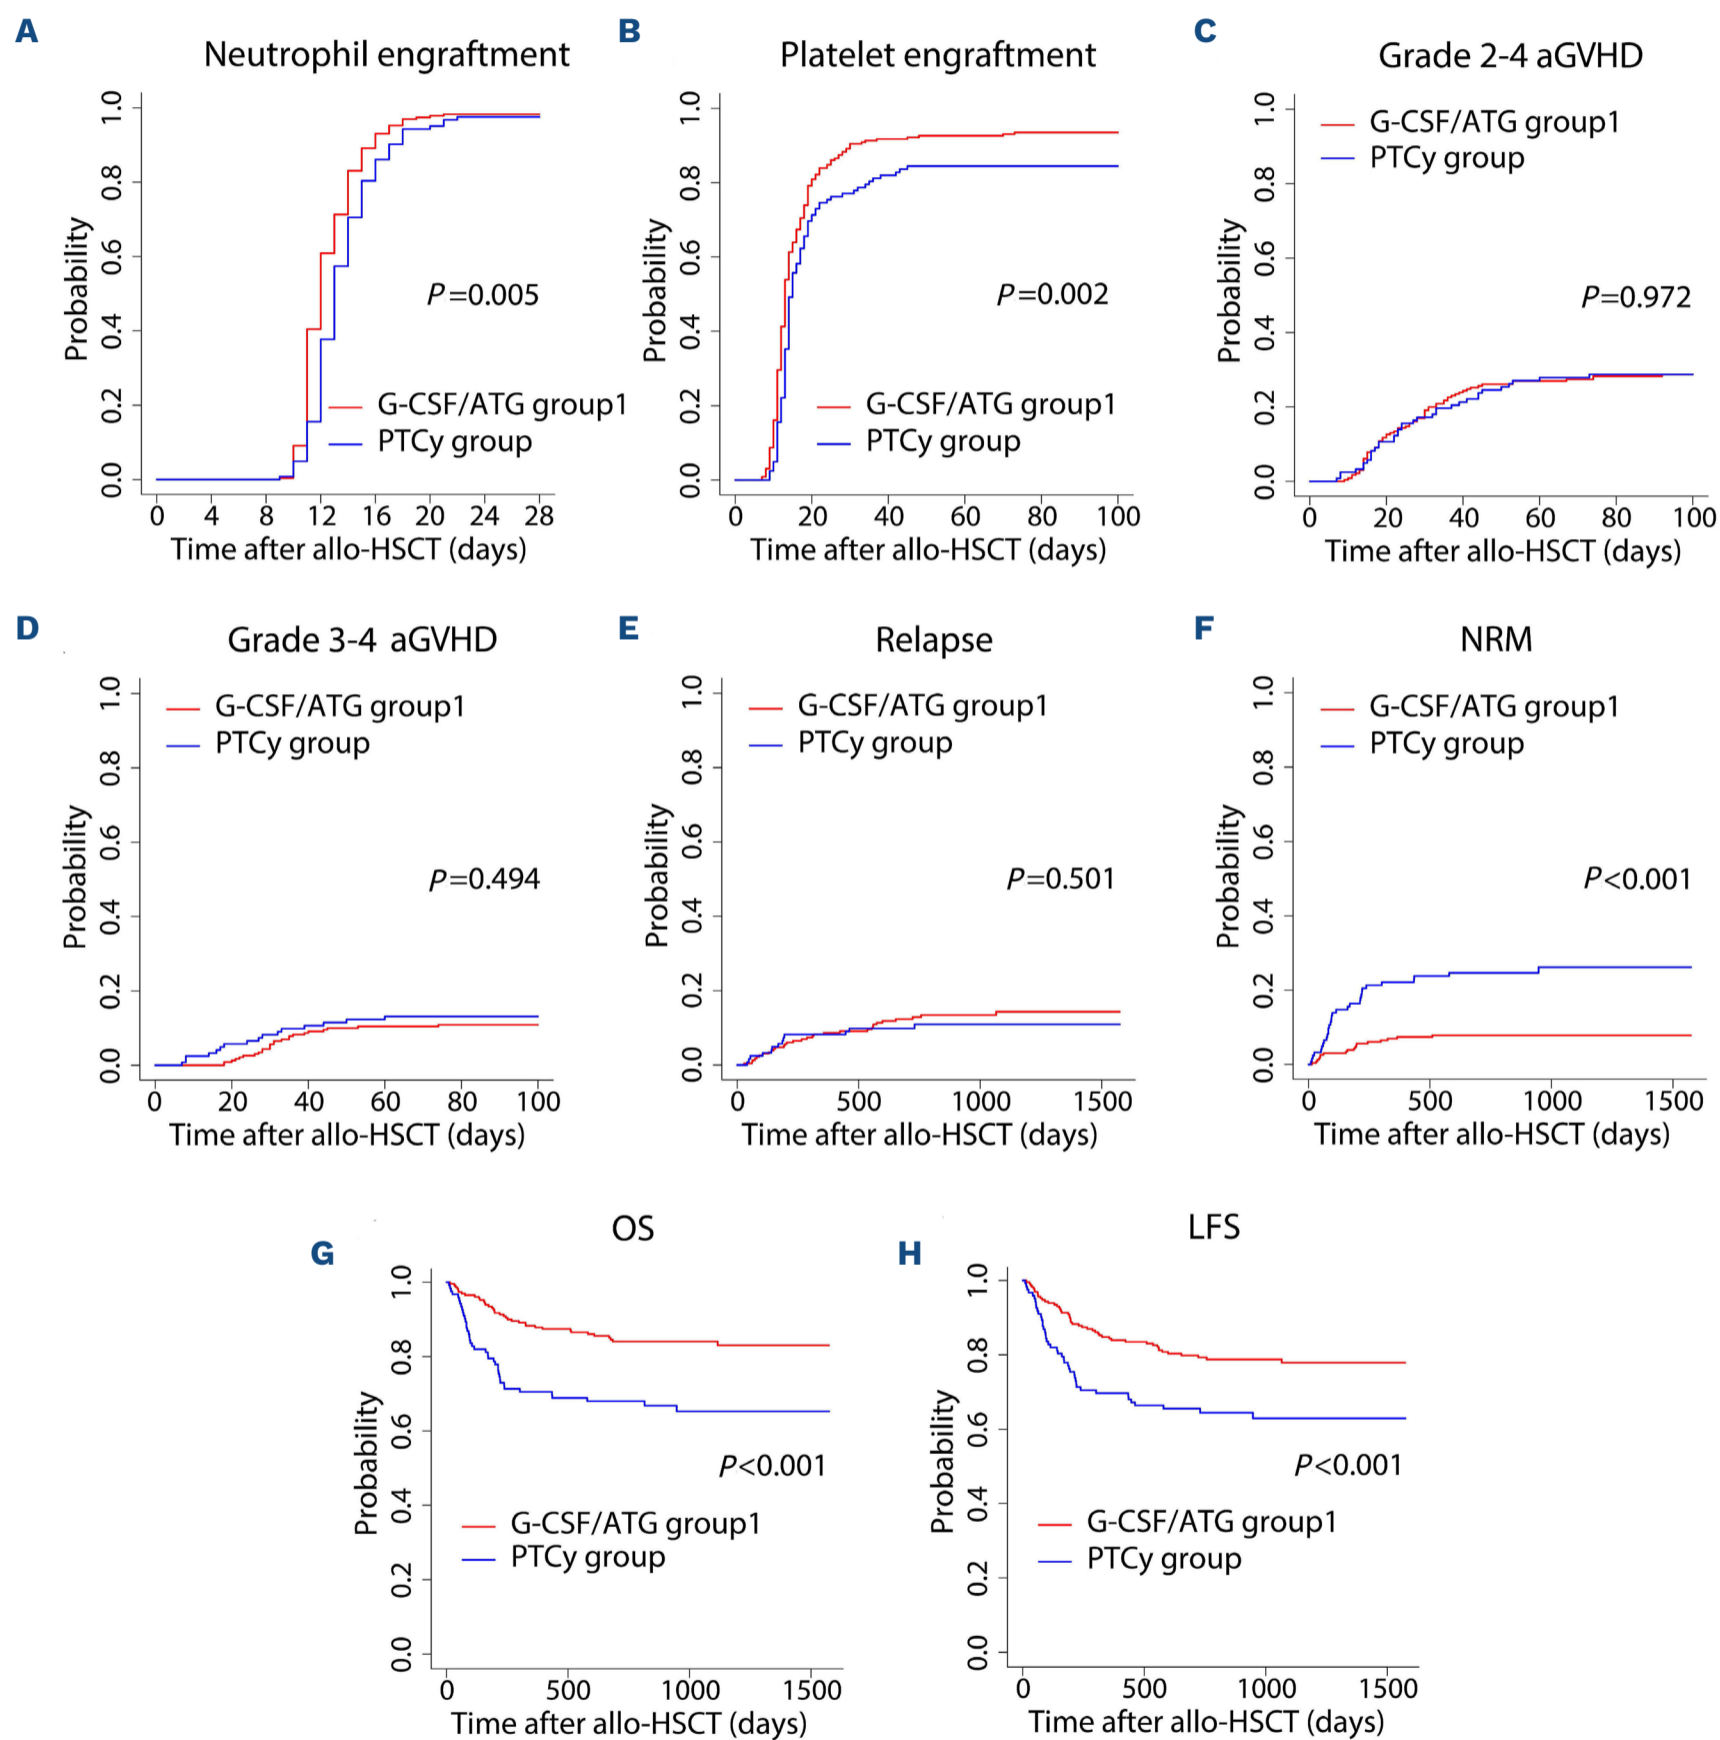 A
Neutrophil engraftment
Probability
0.0 0.2 0.4 0.6 0.8 1.0
P=0.005
G-CSF/ATG group1
PTCy group
0 4 8 12 16 20 24 28
Time after allo-HSCT (days)
B
Platelet engraftment
Probability
0.0 0.2 0.4 0.6 0.8 1.0
P=0.002
G-CSF/ATG group1
PTCy group
0 20 40 60 80 100
Time after allo-HSCT (days)
C
Grade 2-4 aGVHD
Probability
0.0 0.2 0.4 0.6 0.8 1.0
G-CSF/ATG group1
PTCy group
P=0.972
0 20 40 60 80 100
Time after allo-HSCT (days)
D
Grade 3-4 aGVHD
Probability
0.0 0.2 0.4 0.6 0.8 1.0
G-CSF/ATG group1
PTCy group
P=0.494
0 20 40 60 80 100
Time after allo-HSCT (days)
E
Relapse
Probability
0.0 0.2 0.4 0.6 0.8 1.0
G-CSF/ATG group1
PTCy group
P=0.501
0 500 1000 1500
Time after allo-HSCT (days)
F
NRM
Probability
0.0 0.2 0.4 0.6 0.8 1.0
G-CSF/ATG group1
PTCy group
P<0.001
0 500 1000 1500
Time after allo-HSCT (days)
G
OS
Probability
0.0 0.2 0.4 0.6 0.8 1.0
P<0.001
G-CSF/ATG group1
PTCy group
0 500 1000 1500
Time after allo-HSCT (days)
H
LFS
Probability
0.0 0.2 0.4 0.6 0.8 1.0
P<0.001
G-CSF/ATG group1
PTCy group
0 500 1000 1500
Time after allo-HSCT (days)